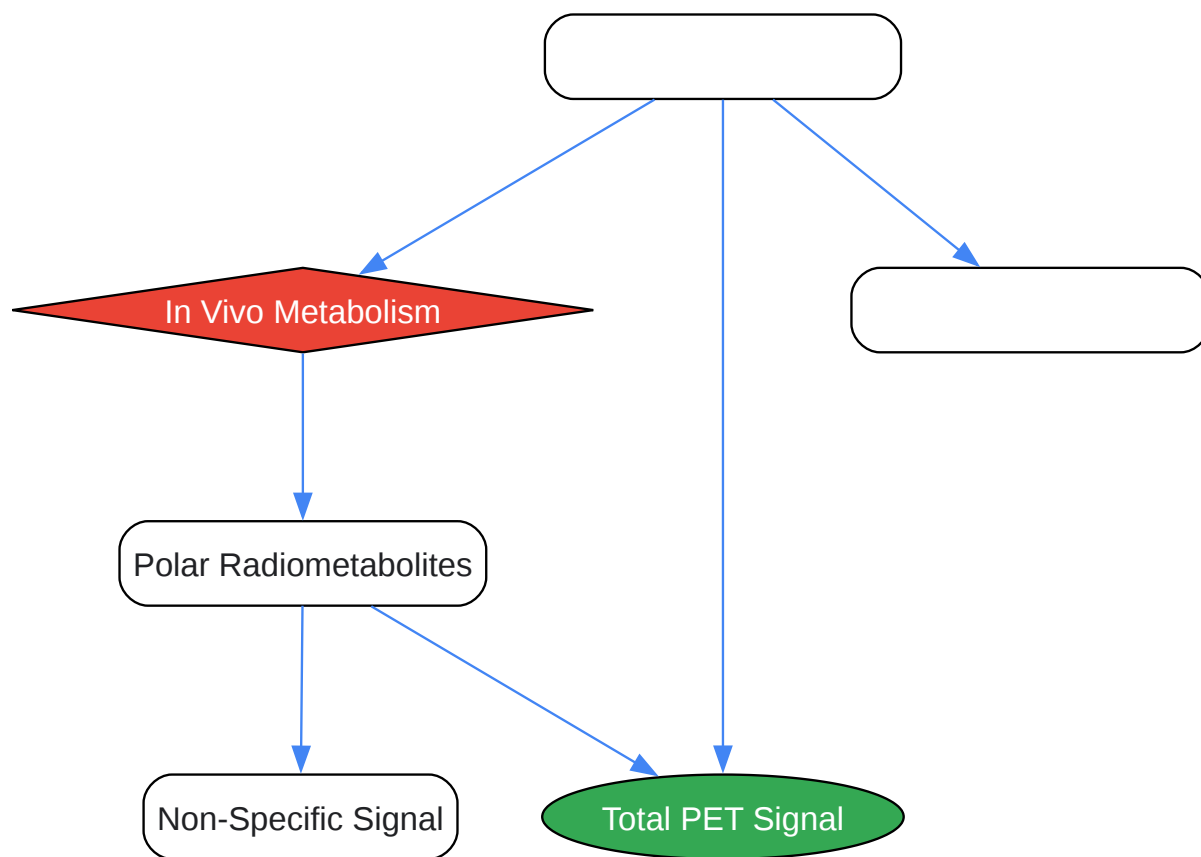 In Vivo Metabolism
Polar Radiometabolites
Non-Specific Signal
Total PET Signal